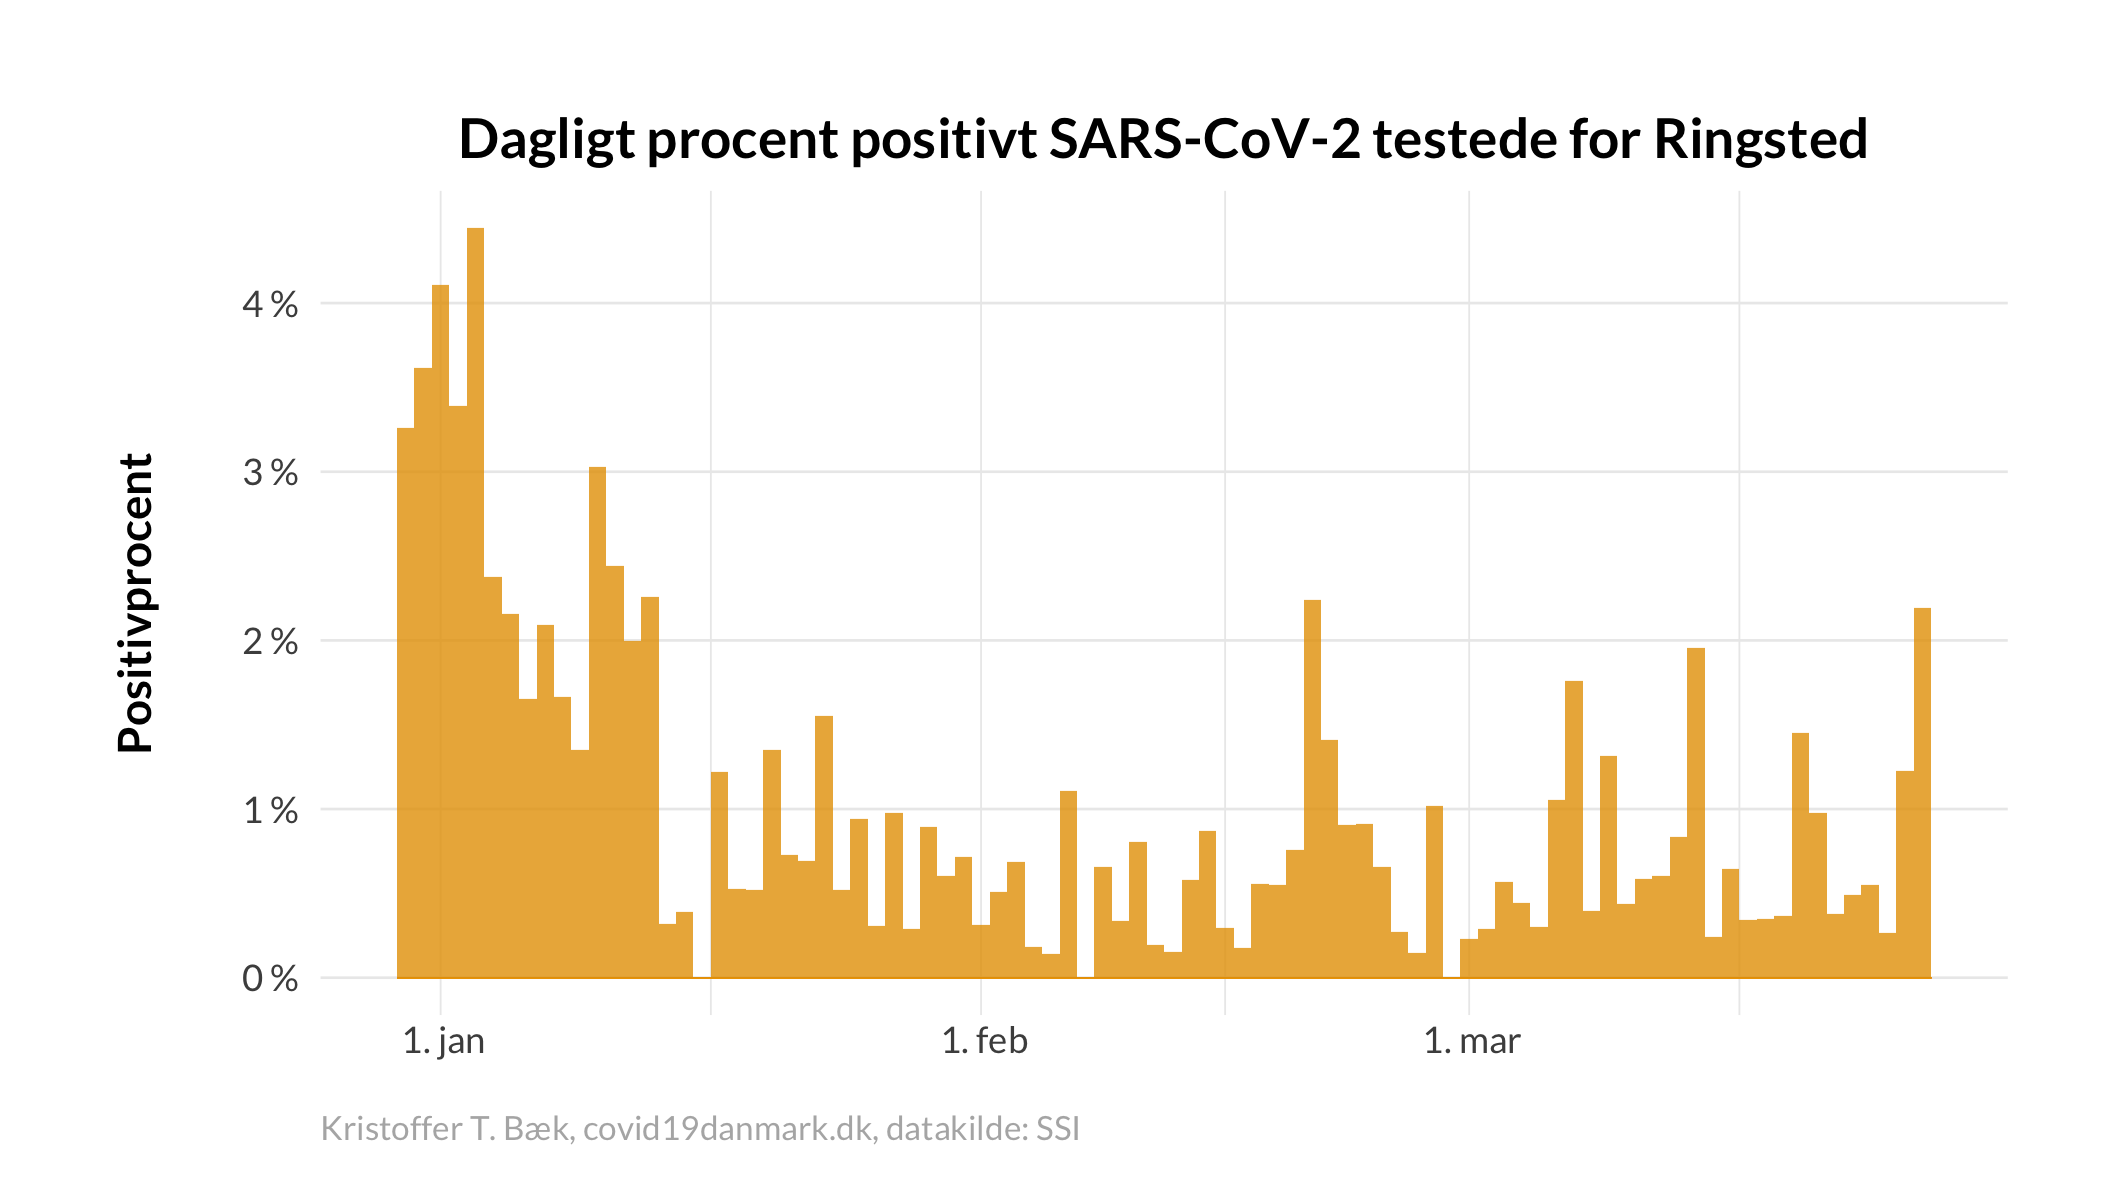 Dagligt procent positivt SARS-CoV-2 testede for Ringsted
Positivprocent
4 %
3 %
2 %
1 %
0 %
1. jan
1. feb
1. mar
Kristoffer T. Bæk, covid19danmark.dk, datakilde: SSI